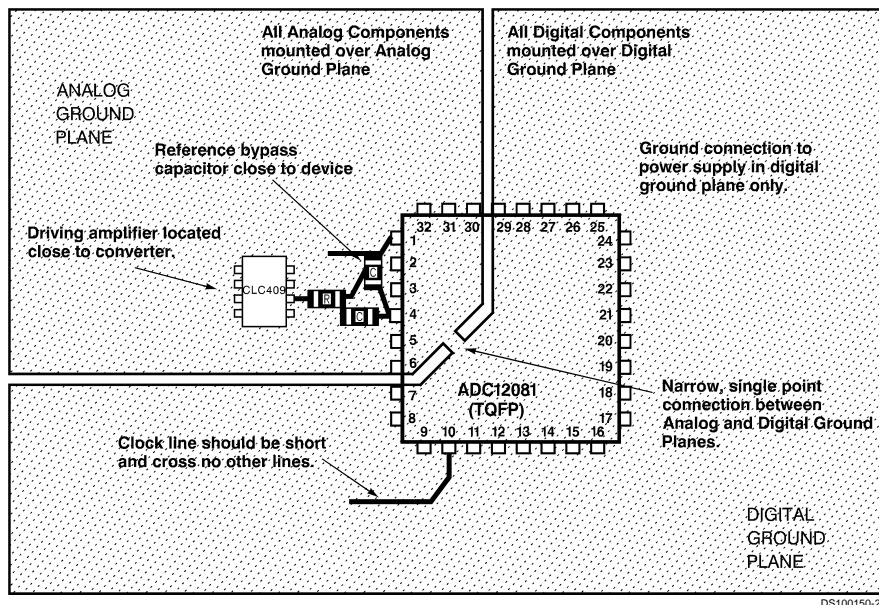 All Analog Components
mounted over Analog
Ground Plane
All Digital Components
mounted over Digital
Ground Plane
ANALOG
GROUND
PLANE
Reference bypass
capacitor close to device
Ground connection to
power supply in digital
ground plane only.
Driving amplifier located
close to converter.
CLC409
R
C
C
32 31 30 29 28 27 26 25
1
2
3
4
5
6
7
8
24
23
22
21
20
19
18
17
ADC12081
(TQFP)
9 10 11 12 13 14 15 16
Narrow, single point
connection between
Analog and Digital Ground
Planes.
Clock line should be short
and cross no other lines.
DIGITAL
GROUND
PLANE